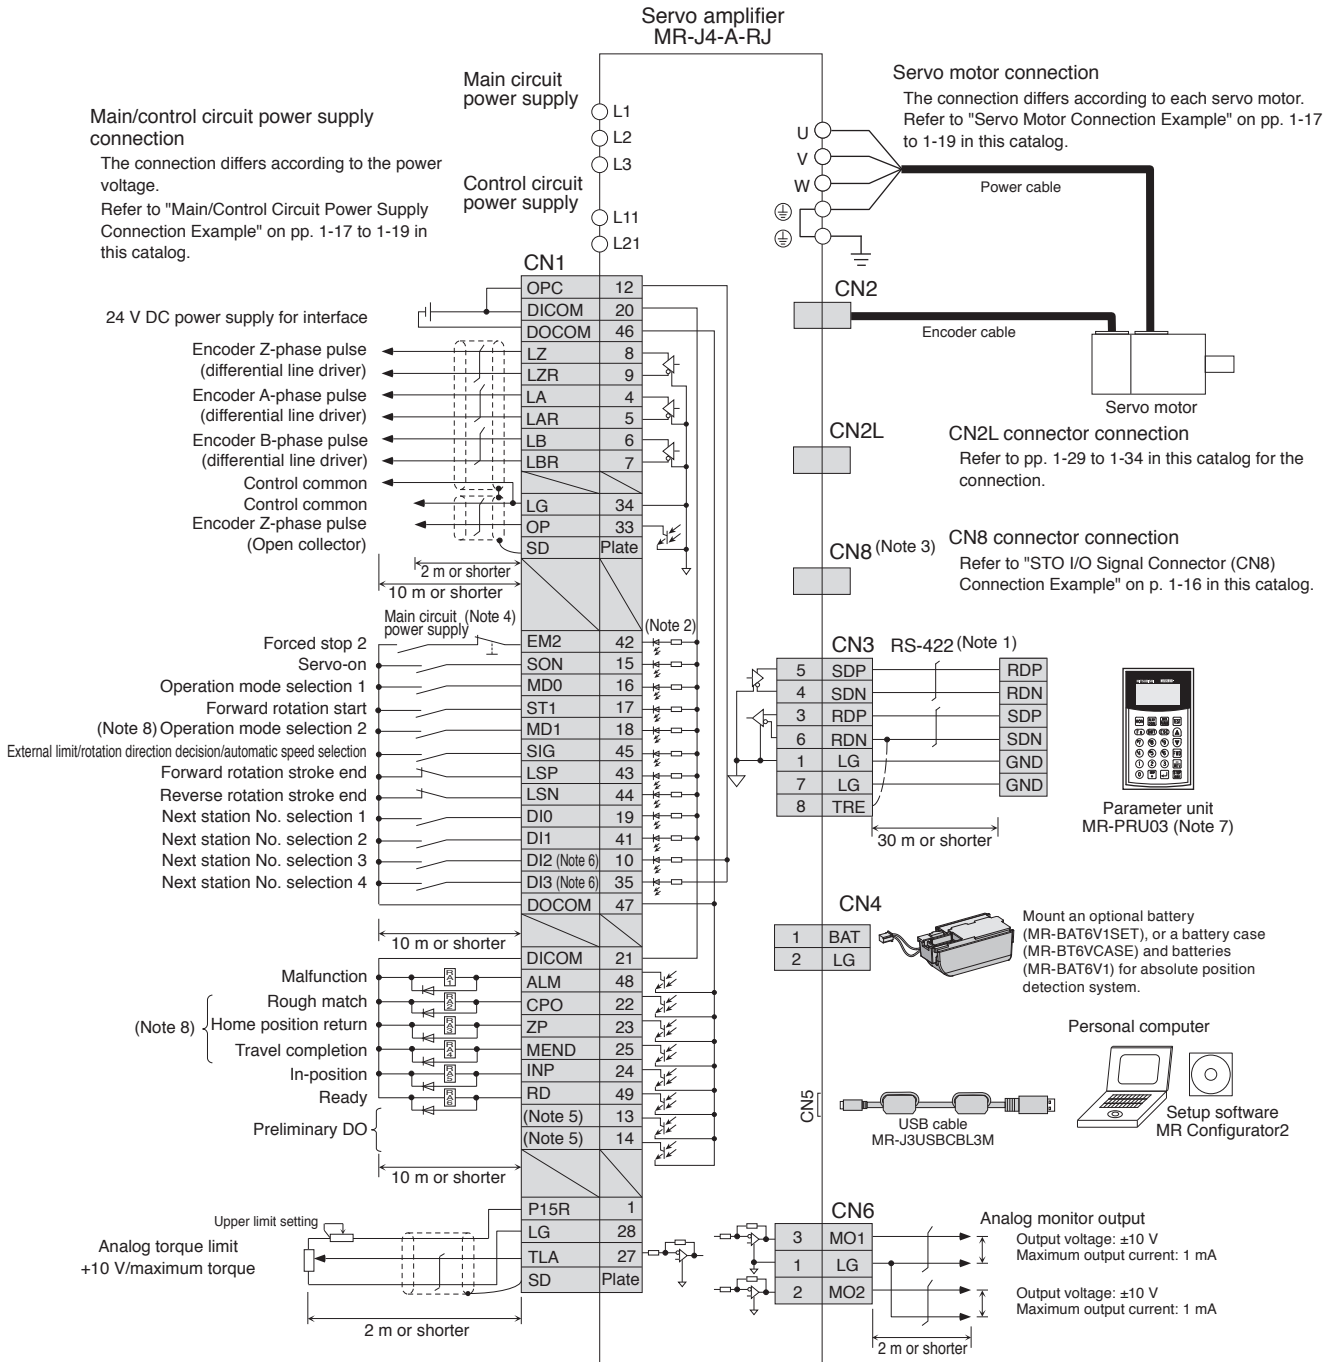 Servo amplifier
MR-J4-A-RJ
Main circuit
power supply
L1
L2
L3
Control circuit
power supply
L11
L21
Main/control circuit power supply
connection
The connection differs according to the power
voltage.
Refer to "Main/Control Circuit Power Supply
Connection Example" on pp. 1-17 to 1-19 in
this catalog.
Servo motor connection
The connection differs according to each servo motor.
Refer to "Servo Motor Connection Example" on pp. 1-17
to 1-19 in this catalog.
U
V
W
Power cable
CN2
Encoder cable
Servo motor
CN2L
CN2L connector connection
Refer to pp. 1-29 to 1-34 in this catalog for the
connection.
CN8 (Note 3)
CN8 connector connection
Refer to "STO I/O Signal Connector (CN8)
Connection Example" on p. 1-16 in this catalog.
CN1
OPC 12
24 V DC power supply for interface
DICOM 20
DOCOM 46
Encoder Z-phase pulse
(differential line driver)
LZ 8
LZR 9
Encoder A-phase pulse
(differential line driver)
LA 4
LAR 5
Encoder B-phase pulse
(differential line driver)
LB 6
LBR 7
Control common
Control common
LG 34
Encoder Z-phase pulse
(Open collector)
OP 33
SD Plate
2 m or shorter
10 m or shorter
Main circuit
power supply
(Note 4)
(Note 2)
Forced stop 2 EM2 42
Servo-on SON 15
Operation mode selection 1 MD0 16
Forward rotation start ST1 17
(Note 8) Operation mode selection 2 MD1 18
External limit/rotation direction decision/automatic speed selection SIG 45
Forward rotation stroke end LSP 43
Reverse rotation stroke end LSN 44
Next station No. selection 1 DI0 19
Next station No. selection 2 DI1 41
Next station No. selection 3 DI2 (Note 6) 10
Next station No. selection 4 DI3 (Note 6) 35
DOCOM 47
10 m or shorter
DICOM 21
Malfunction RA1 ALM 48
(Note 8)
Rough match RA2 CPO 22
Home position return RA3 ZP 23
Travel completion RA4 MEND 25
In-position RA5 INP 24
Ready RA6 RD 49
Preliminary DO
(Note 5) 13
(Note 5) 14
10 m or shorter
P15R 1
Upper limit setting
LG 28
Analog torque limit
+10 V/maximum torque
TLA 27
SD Plate
2 m or shorter
CN3
RS-422 (Note 1)
5 SDP RDP
4 SDN RDN
3 RDP SDP
6 RDN SDN
1 LG GND
7 LG GND
8 TRE
30 m or shorter
Parameter unit
MR-PRU03 (Note 7)
CN4
1 BAT
2 LG
Mount an optional battery
(MR-BAT6V1SET), or a battery case
(MR-BT6VCASE) and batteries
(MR-BAT6V1) for absolute position
detection system.
Personal computer
CN5
USB cable
MR-J3USBCBL3M
Setup software
MR Configurator2
CN6
3 MO1
1 LG
2 MO2
Analog monitor output
Output voltage: ±10 V
Maximum output current: 1 mA
Output voltage: ±10 V
Maximum output current: 1 mA
2 m or shorter